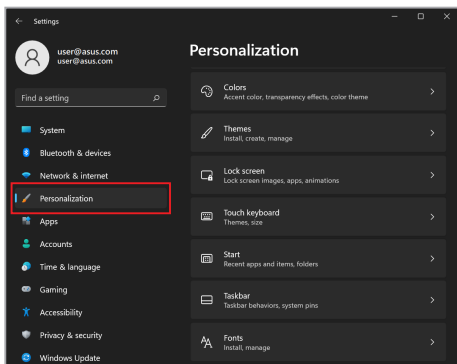 Settings
user@asus.com
user@asus.com
Find a setting
System
Bluetooth & devices
Network & internet
Personalization
Apps
Accounts
Time & language
Gaming
Accessibility
Privacy & security
Windows Update
Personalization
Colors
Accent color, transparency effects, color theme
Themes
Install, create, manage
Lock screen
Lock screen images, apps, animations
Touch keyboard
Themes, size
Start
Recent apps and items, folders
Taskbar
Taskbar behaviors, system pins
Fonts
Install, manage